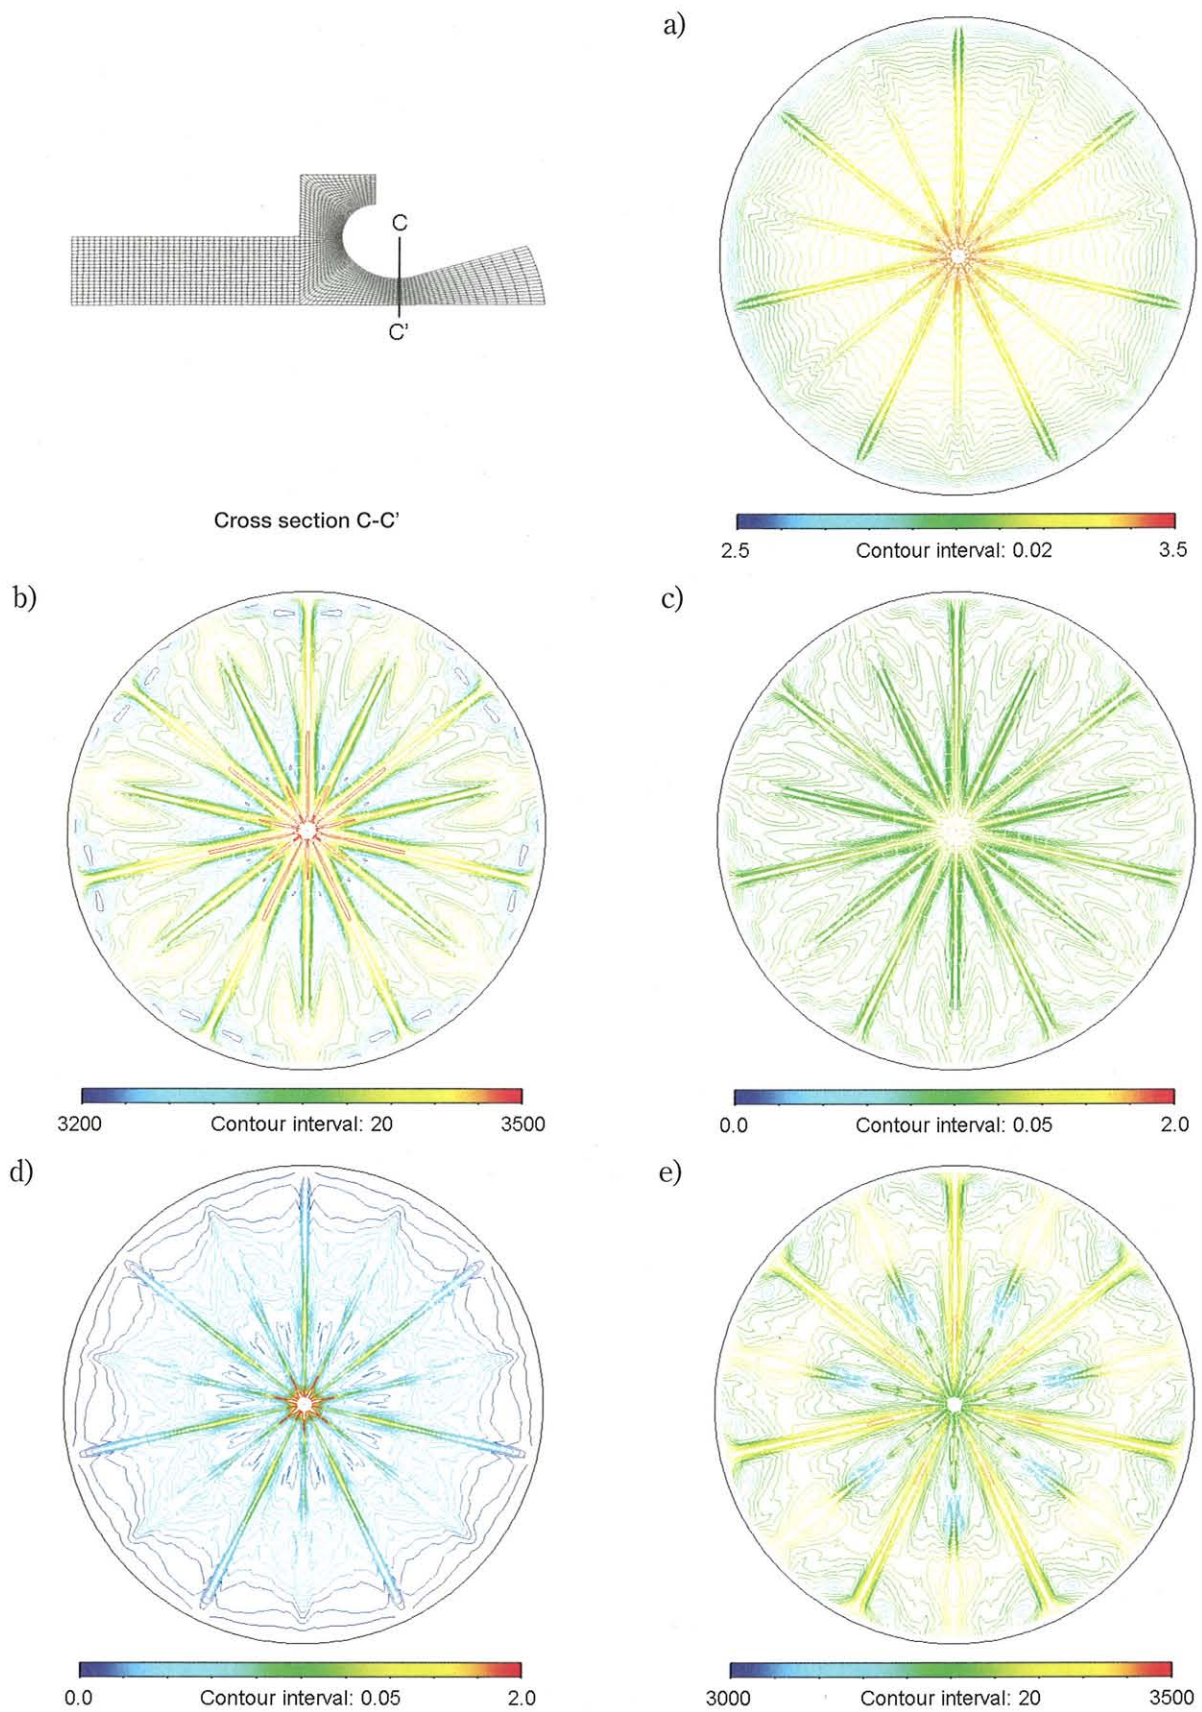 a)
C
C'
Cross section C-C'
2.5 Contour interval: 0.02 3.5
b)
c)
3200 Contour interval: 20 3500
0.0 Contour interval: 0.05 2.0
d)
e)
0.0 Contour interval: 0.05 2.0
3000 Contour interval: 20 3500